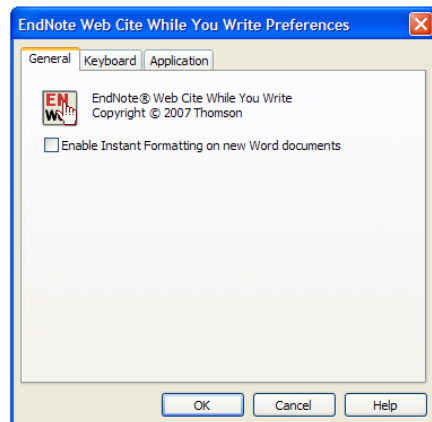 EndNote Web Cite While You Write Preferences
General Keyboard Application
EN
EndNote® Web Cite While You Write
Copyright © 2007 Thomson
Enable Instant Formatting on new Word documents
OK Cancel Help